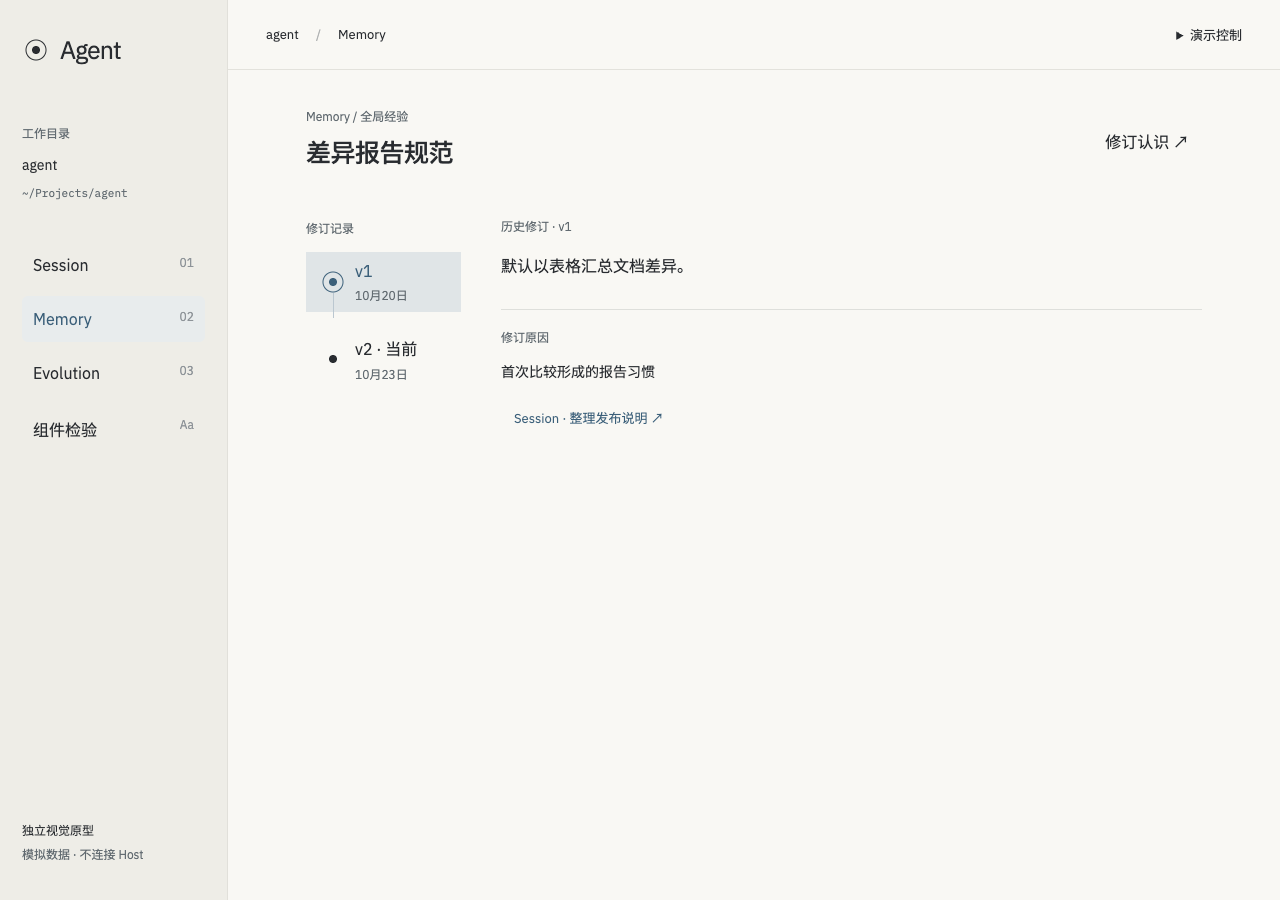 Agent
工作目录
agent
~/Projects/agent
Session 01
Memory 02
Evolution 03
组件检验 Aa
独立视觉原型
模拟数据 · 不连接 Host
agent / Memory
▶ 演示控制
Memory / 全局经验
差异报告规范
修订认识 ↗
修订记录
v1
10月20日
v2 · 当前
10月23日
历史修订 · v1
默认以表格汇总文档差异。
修订原因
首次比较形成的报告习惯
Session · 整理发布说明 ↗